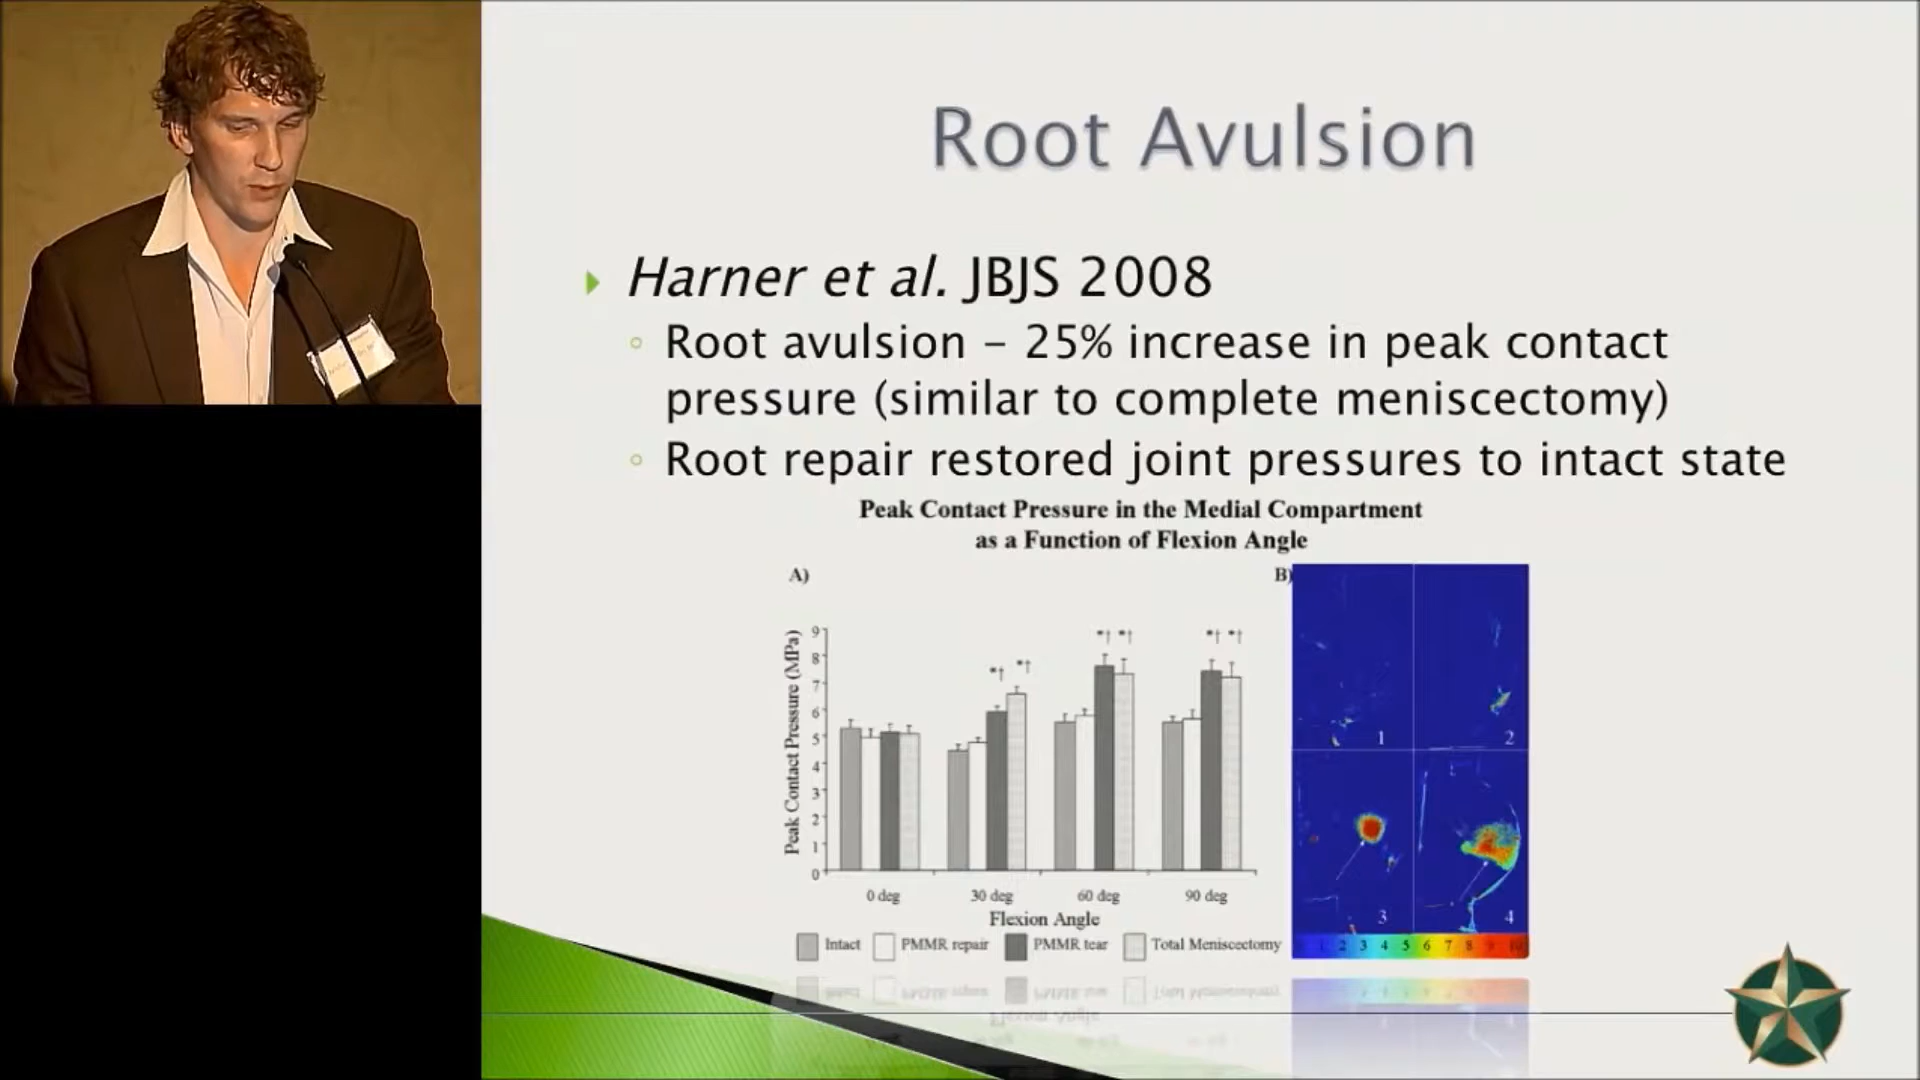 Root Avulsion
Harner et al. JBJS 2008
Root avulsion – 25% increase in peak contact
pressure (similar to complete meniscectomy)
Root repair restored joint pressures to intact state
Peak Contact Pressure in the Medial Compartment
as a Function of Flexion Angle
A)
Peak Contact Pressure (MPa)
9
8
7
6
5
4
3
2
1
0
*† *†
*† *†
*† *†
0 deg 30 deg 60 deg 90 deg
Flexion Angle
Intact PMMR repair PMMR tear Total Meniscectomy
B)
1 2
3 4
1 2 3 4 5 6 7 8 9 10